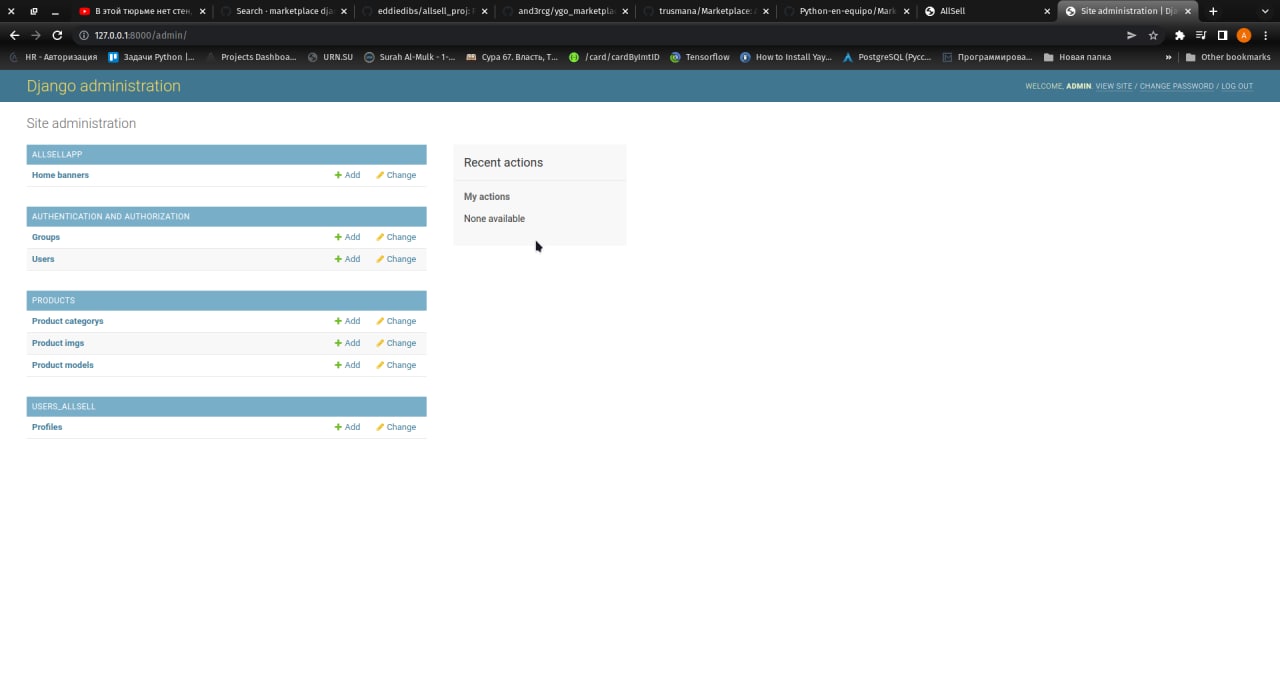 В этой тюрьме нет стен,
Search · marketplace dja
eddiedibs/allsell_proj:
and3rcg/ygo_marketpla
trusmana/Marketplace:
Python-en-equipo/Mark
AllSell
Site administration | Dja
127.0.0.1:8000/admin/
A
HR - Авторизация
Задачи Python |...
Projects Dashboa...
URN.SU
Surah Al-Mulk - 1-...
Сура 67. Власть, Т...
/card/cardByImtID
Tensorflow
How to Install Yay...
PostgreSQL (Русс...
Программирова...
Новая папка
»
Other bookmarks
Django administration
WELCOME, ADMIN. VIEW SITE / CHANGE PASSWORD / LOG OUT
Site administration
ALLSELLAPP
Home banners + Add Change
AUTHENTICATION AND AUTHORIZATION
Groups + Add Change
Users + Add Change
PRODUCTS
Product categorys + Add Change
Product imgs + Add Change
Product models + Add Change
USERS_ALLSELL
Profiles + Add Change
Recent actions
My actions
None available